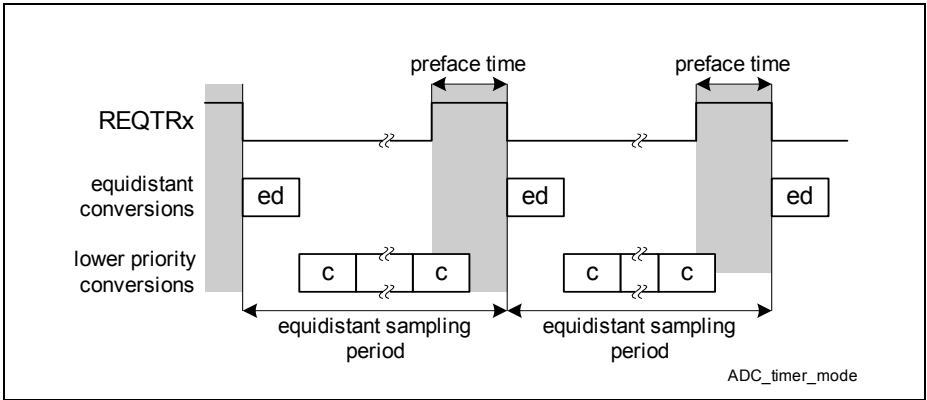 preface time
preface time
REQTRx
equidistant
conversions
ed
ed
ed
lower priority
conversions
c
c
c
c
equidistant sampling
period
equidistant sampling
period
ADC_timer_mode